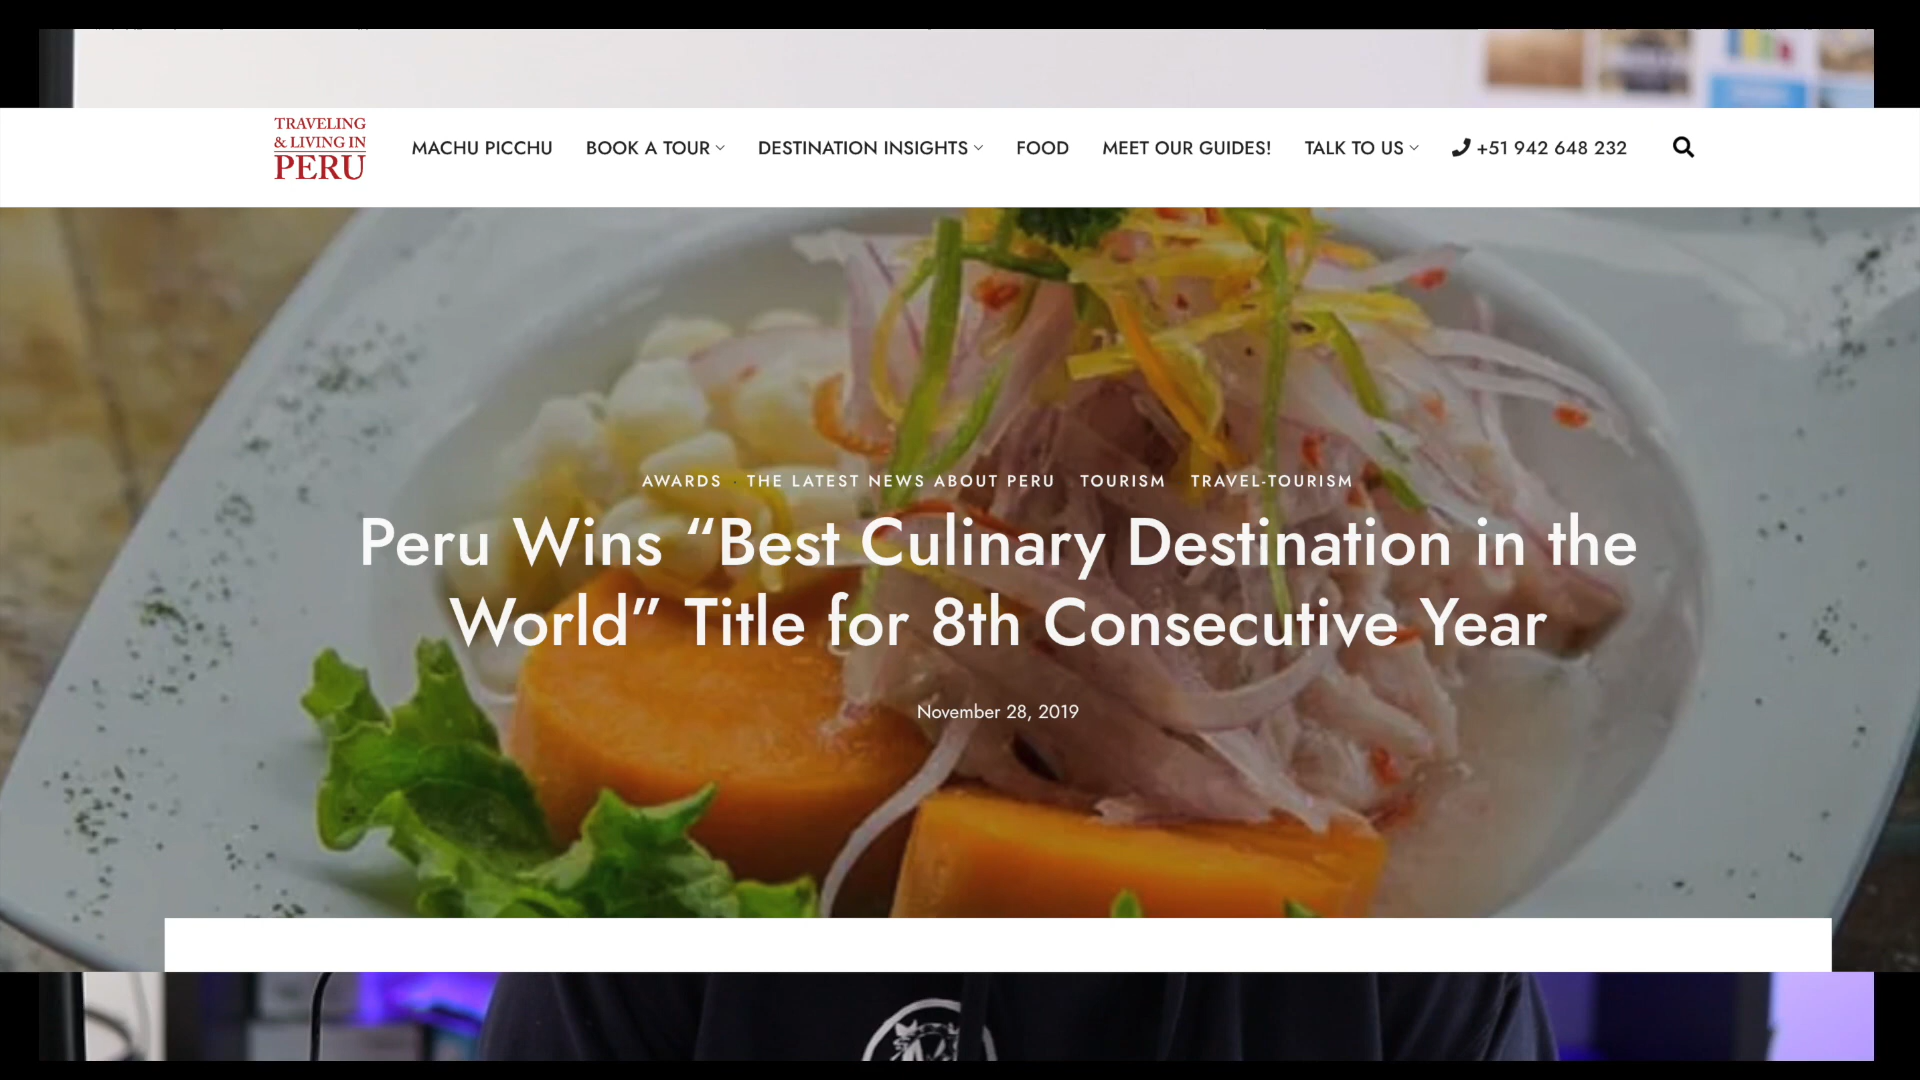 TRAVELING
& LIVING IN
PERU
MACHU PICCHU
BOOK A TOUR
DESTINATION INSIGHTS
FOOD
MEET OUR GUIDES!
TALK TO US
+51 942 648 232
AWARDS · THE LATEST NEWS ABOUT PERU TOURISM TRAVEL-TOURISM
Peru Wins “Best Culinary Destination in the
World” Title for 8th Consecutive Year
November 28, 2019